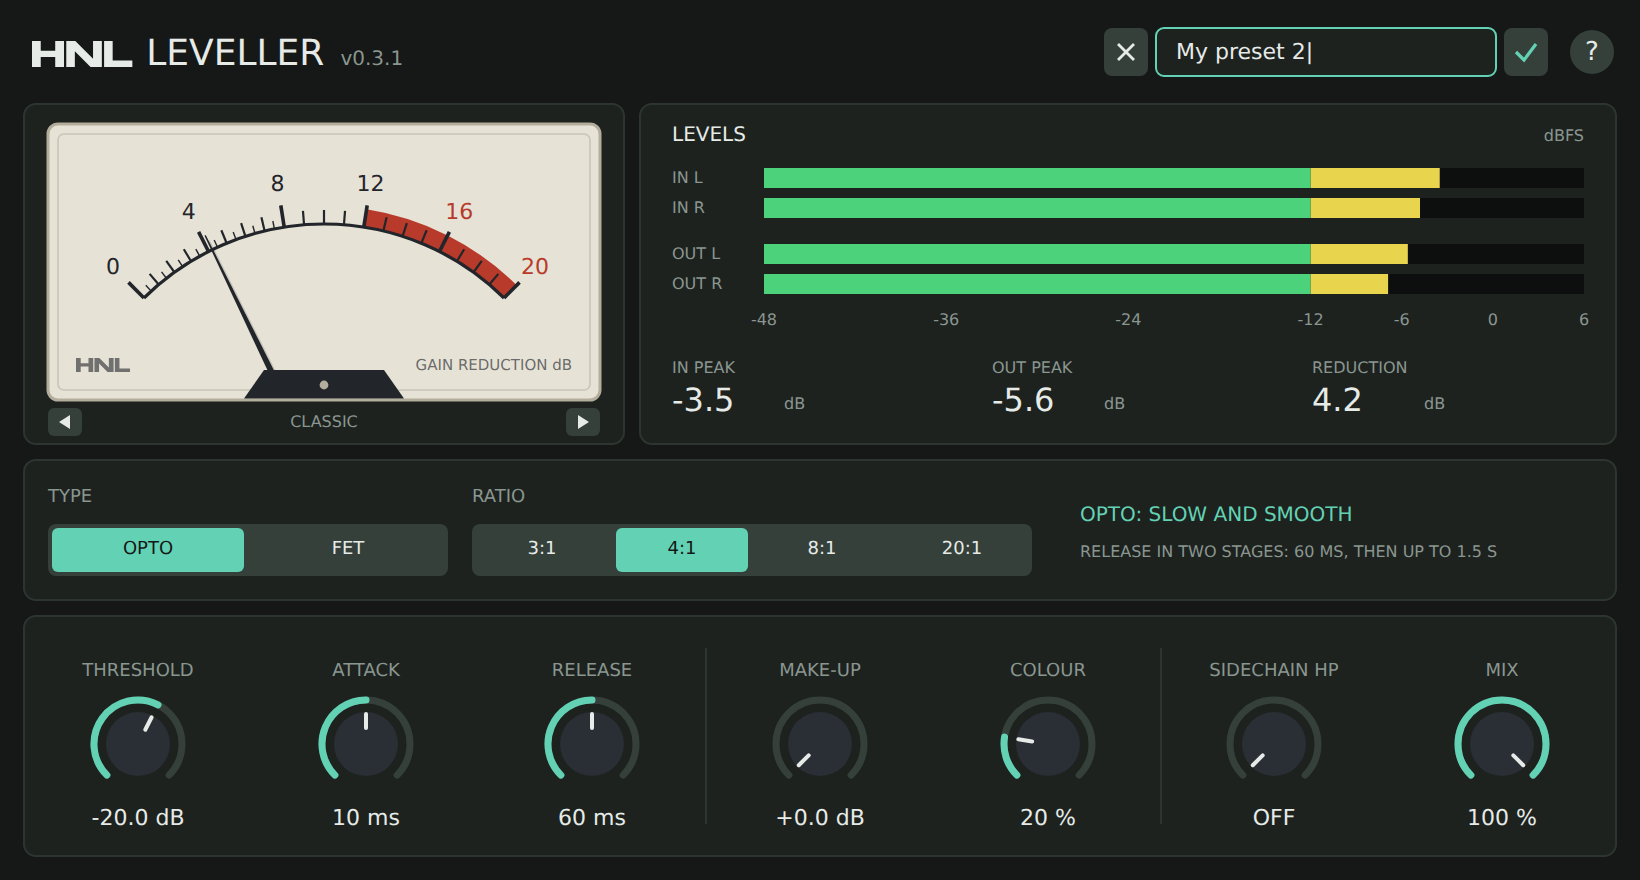 HNL LEVELLER v0.3.1
My preset 2|
?
0
4
8
12
16
20
HNL
GAIN REDUCTION dB
CLASSIC
LEVELS
dBFS
IN L
IN R
OUT L
OUT R
-48 -36 -24 -12 -6 0 6
IN PEAK OUT PEAK REDUCTION
-3.5 dB -5.6 dB 4.2 dB
TYPE
OPTO FET
RATIO
3:1 4:1 8:1 20:1
OPTO: SLOW AND SMOOTH
RELEASE IN TWO STAGES: 60 MS, THEN UP TO 1.5 S
THRESHOLD ATTACK RELEASE MAKE-UP COLOUR SIDECHAIN HP MIX
-20.0 dB 10 ms 60 ms +0.0 dB 20 % OFF 100 %